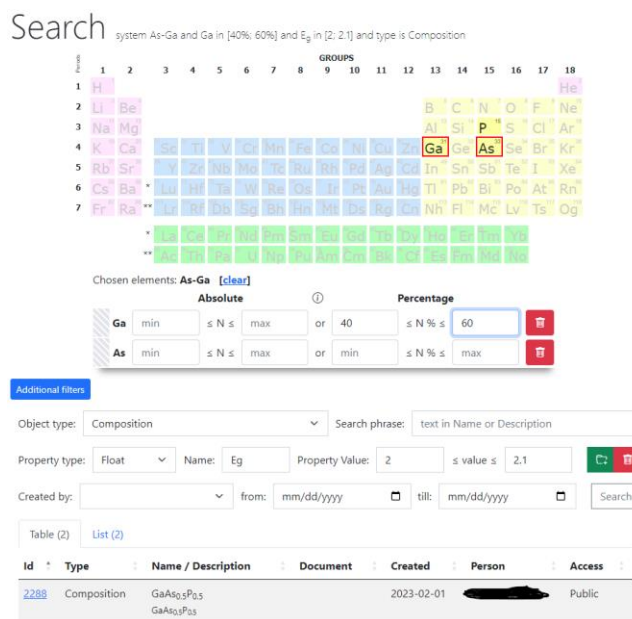 Search system As-Ga and Ga in [40%; 60%] and Eg in [2; 2.1] and type is Composition
GROUPS
Periods 1 2 3 4 5 6 7 8 9 10 11 12 13 14 15 16 17 18
1 H He
2 Li Be B C N O F Ne
3 Na Mg Al Si P S Cl Ar
4 K Ca Sc Ti V Cr Mn Fe Co Ni Cu Zn Ga Ge As Se Br Kr
5 Rb Sr Y Zr Nb Mo Tc Ru Rh Pd Ag Cd In Sn Sb Te I Xe
6 Cs Ba * Lu Hf Ta W Re Os Ir Pt Au Hg Tl Pb Bi Po At Rn
7 Fr Ra ** Lr Rf Db Sg Bh Hn Mt Ds Rg Cn Nh Fl Mc Lv Ts Og
* La Ce Pr Nd Pm Sm Eu Gd Tb Dy Ho Er Tm Yb
** Ac Th Pa U Np Pu Am Cm Bk Cf Es Fm Md No
Chosen elements: As-Ga [clear]
Absolute Percentage
Ga min ≤ N ≤ max or 40 ≤ N % ≤ 60
As min ≤ N ≤ max or min ≤ N % ≤ max
Additional filters
Object type: Composition Search phrase: text in Name or Description
Property type: Float Name: Eg Property Value: 2 ≤ value ≤ 2.1
Created by: from: mm/dd/yyyy till: mm/dd/yyyy Search
Table (2) List (2)
Id Type Name / Description Document Created Person Access
2288 Composition GaAs0.5P0.5 2023-02-01 Public
GaAs0.5P0.5